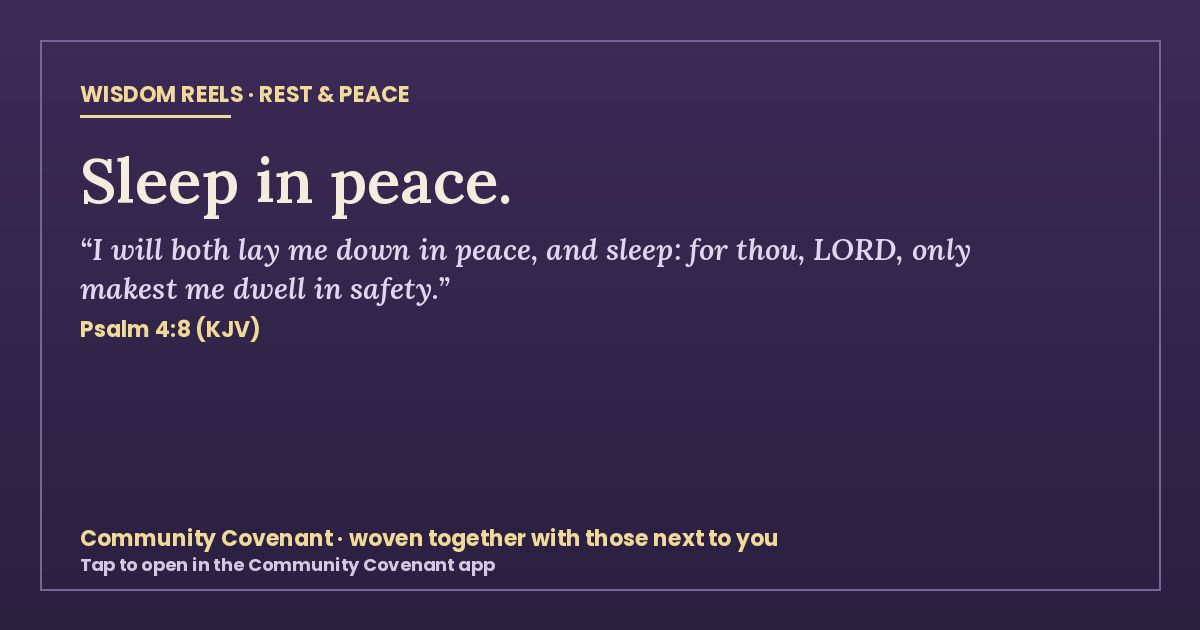 WISDOM REELS · REST & PEACE
Sleep in peace.
“I will both lay me down in peace, and sleep: for thou, LORD, only
makest me dwell in safety.”
Psalm 4:8 (KJV)
Community Covenant · woven together with those next to you
Tap to open in the Community Covenant app